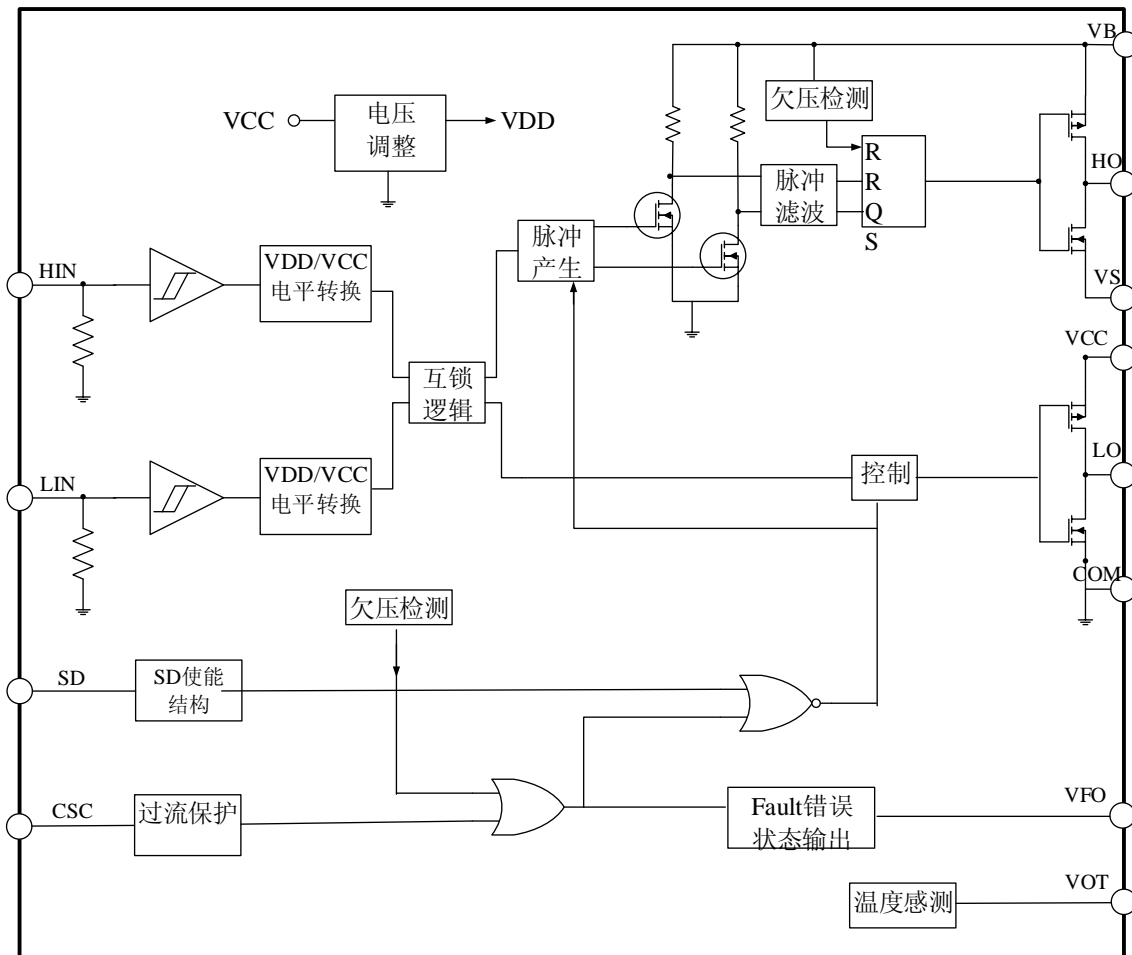 VB
欠压检测
VCC
电压
调整
VDD
R
R
Q
S
脉冲
滤波
HO
脉冲
产生
HIN
VDD/VCC
电平转换
VS
VCC
互锁
逻辑
LIN
VDD/VCC
电平转换
控制
LO
COM
欠压检测
SD
SD使能
结构
CSC
过流保护
Fault错误
状态输出
VFO
VOT
温度感测